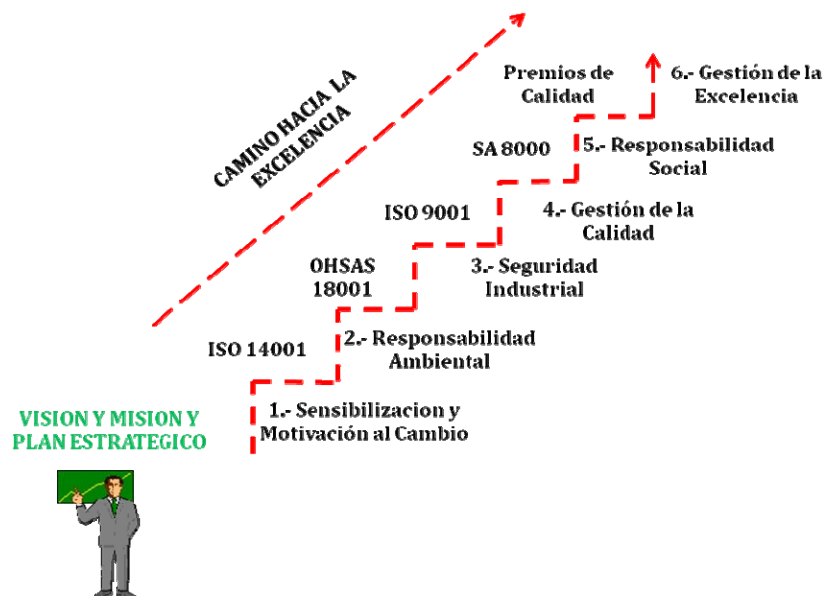 CAMINO HACIA LA
EXCELENCIA
Premios de
Calidad
6.- Gestión de la
Excelencia
SA 8000
5.- Responsabilidad
Social
ISO 9001
4.- Gestión de la
Calidad
OHSAS
18001
3.- Seguridad
Industrial
ISO 14001
2.- Responsabilidad
Ambiental
VISION Y MISION Y
PLAN ESTRATEGICO
1.- Sensibilizacion y
Motivación al Cambio